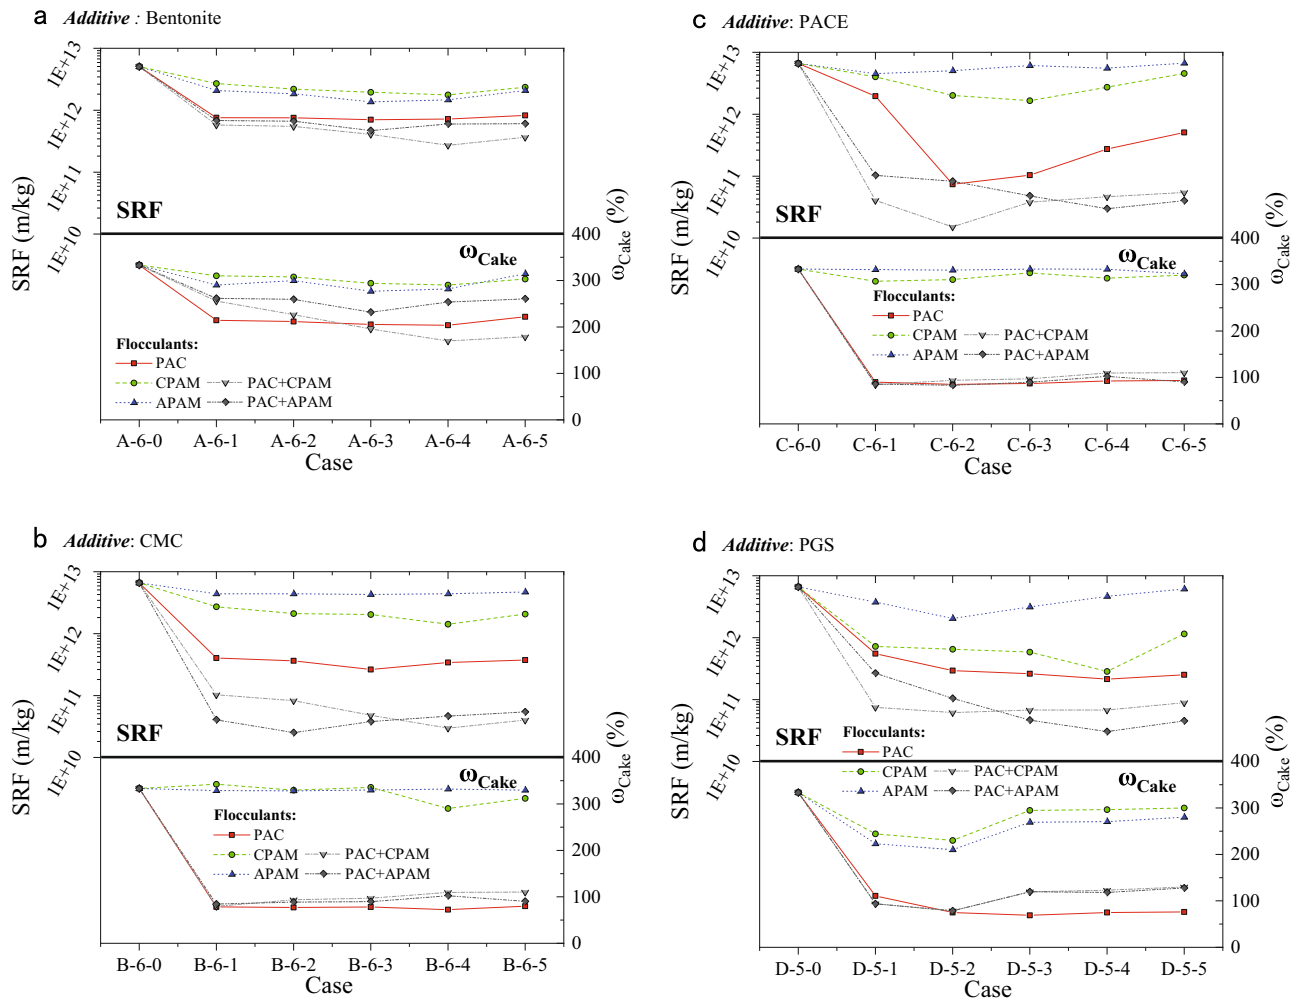 a Additive : Bentonite
1E+13
1E+12
1E+11
1E+10
SRF (m/kg)
SRF
ωCake
400
300
200
100
0
ωCake (%)
Flocculants:
PAC
CPAM PAC+CPAM
APAM PAC+APAM
A-6-0 A-6-1 A-6-2 A-6-3 A-6-4 A-6-5
Case
c Additive: PACE
1E+13
1E+12
1E+11
1E+10
SRF (m/kg)
SRF
ωCake
400
300
200
100
0
ωCake (%)
Flocculants:
PAC
CPAM PAC+CPAM
APAM PAC+APAM
C-6-0 C-6-1 C-6-2 C-6-3 C-6-4 C-6-5
Case
b Additive: CMC
1E+13
1E+12
1E+11
1E+10
SRF (m/kg)
SRF
ωCake
400
300
200
100
0
ωCake (%)
Flocculants:
PAC
CPAM PAC+CPAM
APAM PAC+APAM
B-6-0 B-6-1 B-6-2 B-6-3 B-6-4 B-6-5
Case
d Additive: PGS
1E+13
1E+12
1E+11
1E+10
SRF (m/kg)
SRF
Flocculants:
PAC
CPAM PAC+CPAM
APAM PAC+APAM
ωCake
400
300
200
100
0
ωCake (%)
D-5-0 D-5-1 D-5-2 D-5-3 D-5-4 D-5-5
Case